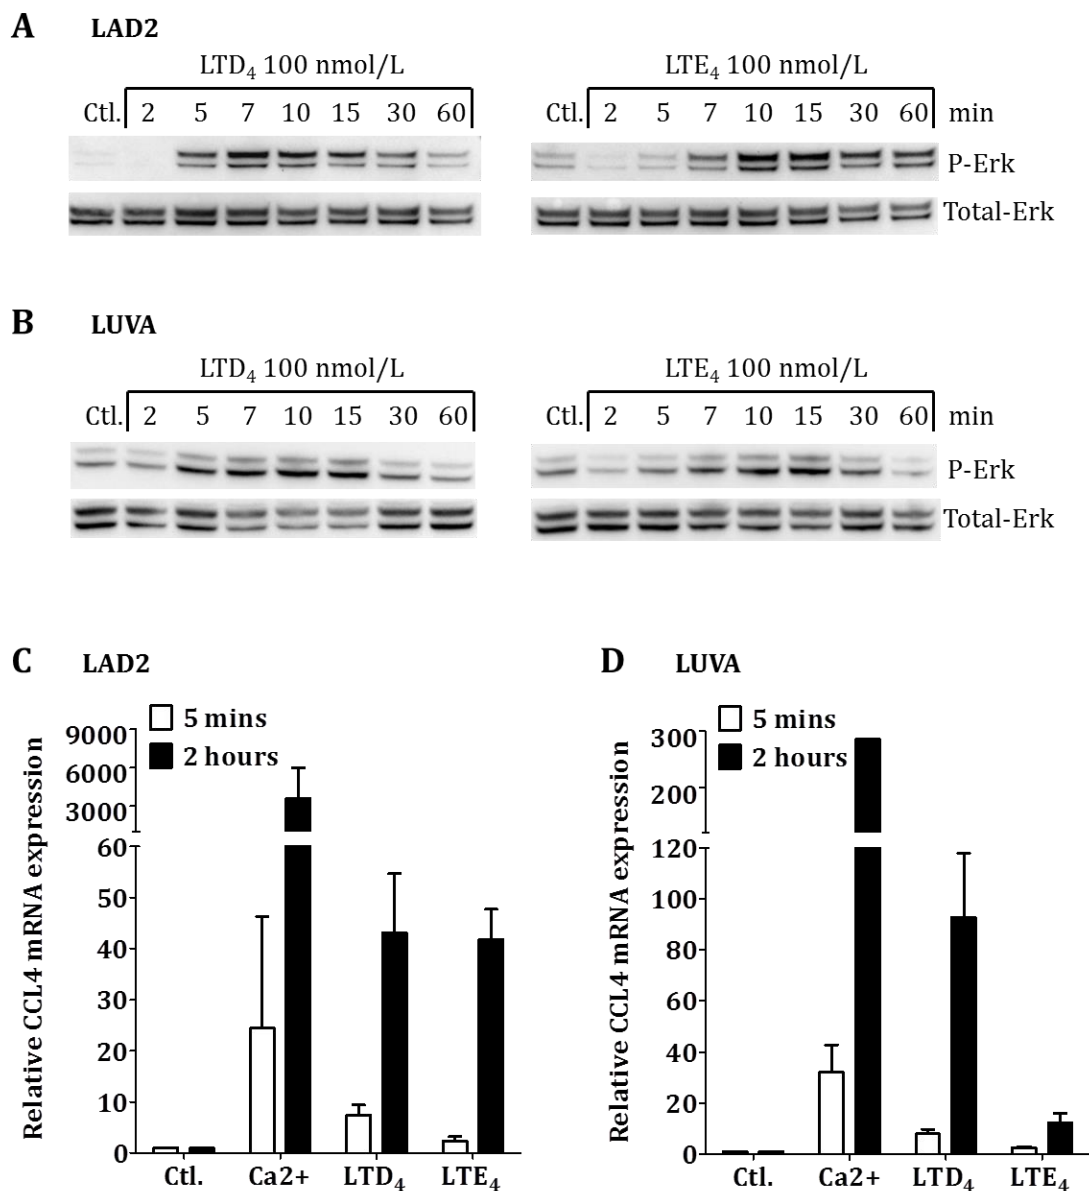 A LAD2
LTD₄ 100 nmol/L LTE₄ 100 nmol/L
Ctl. 2 5 7 10 15 30 60 Ctl. 2 5 7 10 15 30 60 min
P-Erk
Total-Erk
B LUVA
LTD₄ 100 nmol/L LTE₄ 100 nmol/L
Ctl. 2 5 7 10 15 30 60 Ctl. 2 5 7 10 15 30 60 min
P-Erk
Total-Erk
C LAD2
5 mins
2 hours
Relative CCL4 mRNA expression
9000
6000
3000
60
50
40
30
20
10
0
Ctl. Ca2+ LTD₄ LTE₄
D LUVA
5 mins
2 hours
Relative CCL4 mRNA expression
300
200
120
100
80
60
40
20
0
Ctl. Ca2+ LTD₄ LTE₄